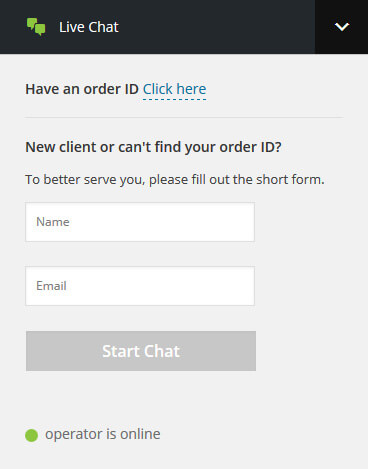 Live Chat
Have an order ID Click here
New client or can't find your order ID?
To better serve you, please fill out the short form.
Name
Email
Start Chat
operator is online